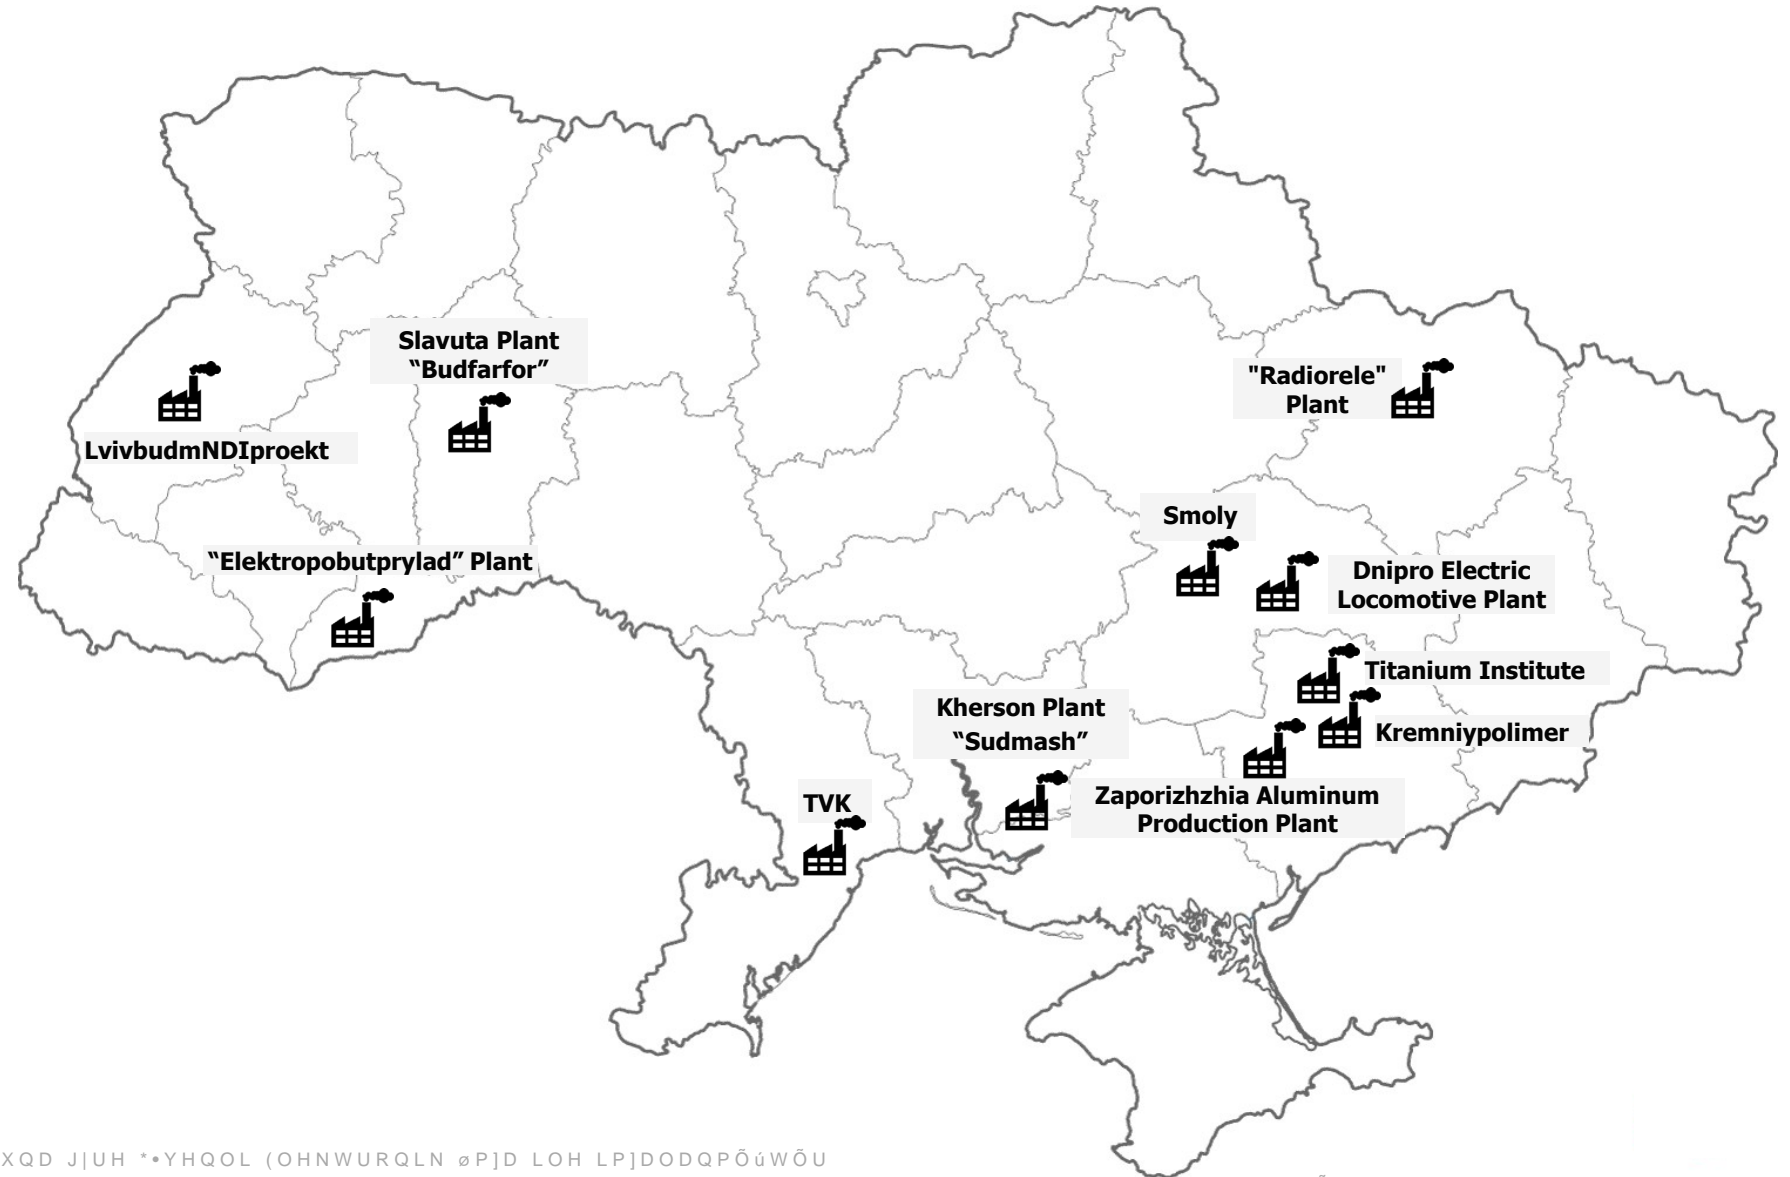 Slavuta Plant
“Budfarfor”
"Radiorele"
Plant
LvivbudmNDIproekt
Smoly
“Elektropobutprylad” Plant
Dnipro Electric
Locomotive Plant
Titanium Institute
Kherson Plant
“Sudmash”
Kremniypolimer
TVK
Zaporizhzhia Aluminum
Production Plant